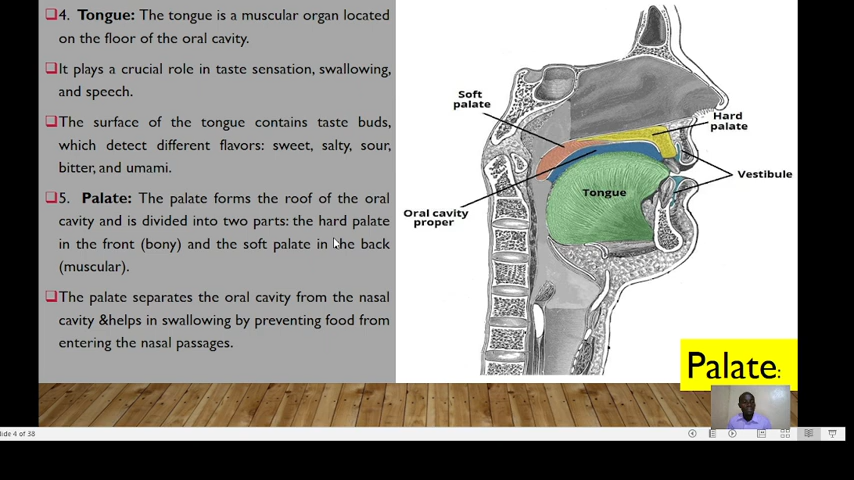 4. Tongue: The tongue is a muscular organ located
on the floor of the oral cavity.
It plays a crucial role in taste sensation, swallowing,
and speech.
The surface of the tongue contains taste buds,
which detect different flavors: sweet, salty, sour,
bitter, and umami.
5. Palate: The palate forms the roof of the oral
cavity and is divided into two parts: the hard palate
in the front (bony) and the soft palate in the back
(muscular).
The palate separates the oral cavity from the nasal
cavity &helps in swallowing by preventing food from
entering the nasal passages.
Soft
palate
Hard
palate
Vestibule
Tongue
Oral cavity
proper
Palate:
lide 4 of 38